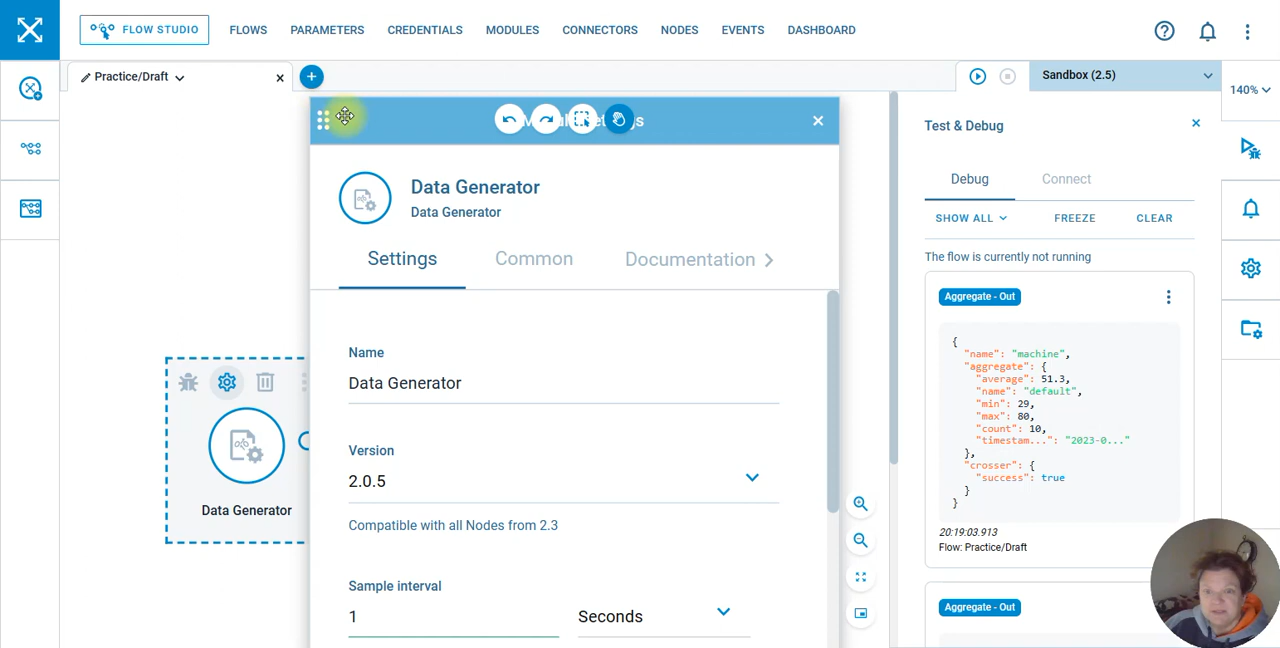 FLOW STUDIO
FLOWS
PARAMETERS
CREDENTIALS
MODULES
CONNECTORS
NODES
EVENTS
DASHBOARD
Practice/Draft
Sandbox (2.5)
140%
Data Generator
Data Generator
Settings
Common
Documentation
Name
Data Generator
Version
2.0.5
Compatible with all Nodes from 2.3
Sample interval
1
Seconds
Data Generator
Test & Debug
Debug
Connect
SHOW ALL
FREEZE
CLEAR
The flow is currently not running
Aggregate - Out
{
"name": "machine",
"aggregate": {
"average": 51.3,
"name": "default",
"min": 29,
"max": 80,
"count": 10,
"timestam...": "2023-0..."
},
"crosser": {
"success": true
}
}
20:19:03.913
Flow: Practice/Draft
Aggregate - Out